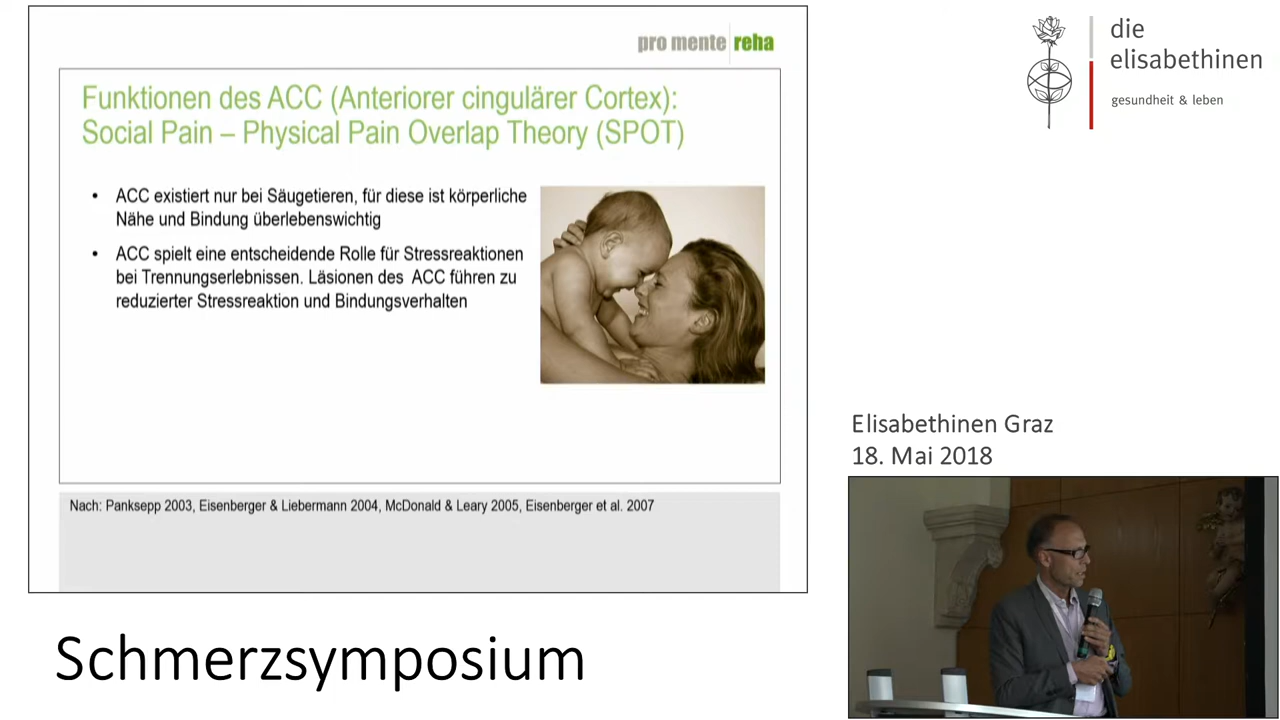 pro mente reha
Funktionen des ACC (Anteriorer cingulärer Cortex):
Social Pain – Physical Pain Overlap Theory (SPOT)
• ACC existiert nur bei Säugetieren, für diese ist körperliche
Nähe und Bindung überlebenswichtig
• ACC spielt eine entscheidende Rolle für Stressreaktionen
bei Trennungserlebnissen. Läsionen des ACC führen zu
reduzierter Stressreaktion und Bindungsverhalten
Nach: Panksepp 2003, Eisenberger & Liebermann 2004, McDonald & Leary 2005, Eisenberger et al. 2007
Schmerzsymposium
die
elisabethinen
gesundheit & leben
Elisabethinen Graz
18. Mai 2018